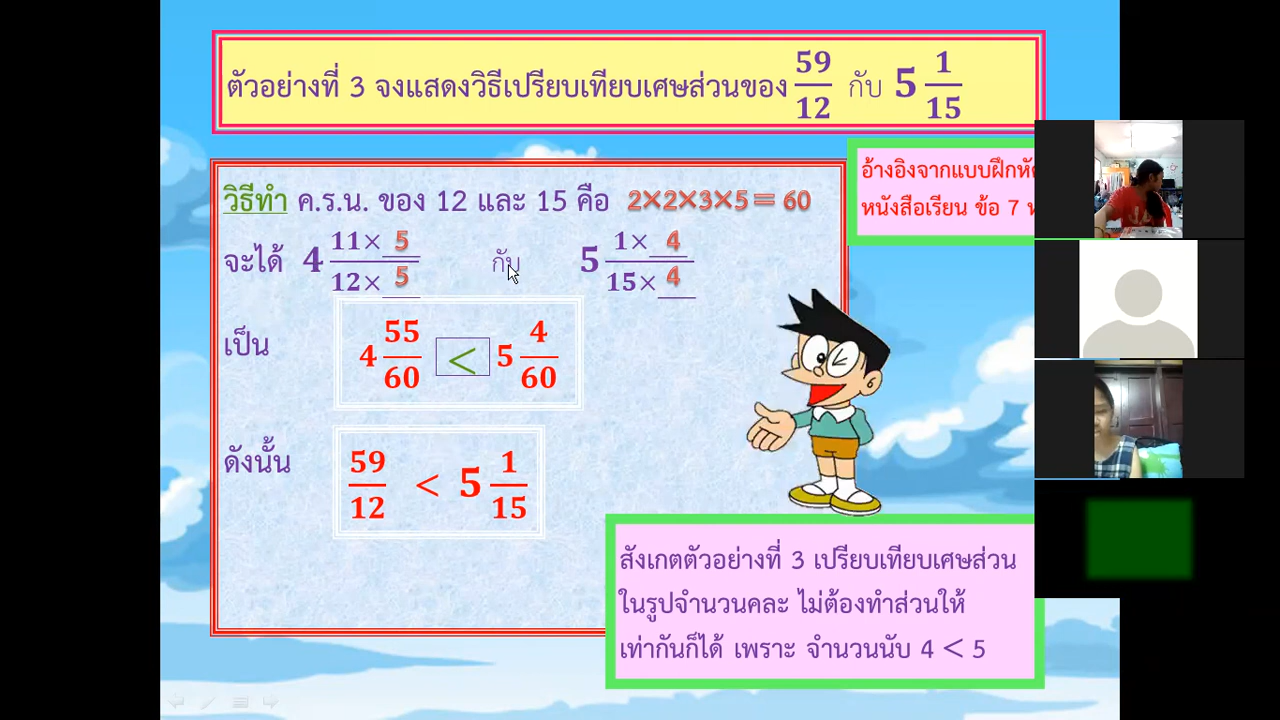 ตัวอย่างที่ 3 จงแสดงวิธีเปรียบเทียบเศษส่วนของ 59/12 กับ 5 1/15
อ้างอิงจากแบบฝึกหั
หนังสือเรียน ข้อ 7
วิธีทำ ค.ร.น. ของ 12 และ 15 คือ 2×2×3×5 = 60
จะได้ 4 11×5/12×5 กับ 5 1×4/15×4
เป็น 4 55/60 < 5 4/60
ดังนั้น 59/12 < 5 1/15
สังเกตตัวอย่างที่ 3 เปรียบเทียบเศษส่วน
ในรูปจำนวนคละ ไม่ต้องทำส่วนให้
เท่ากันก็ได้ เพราะ จำนวนนับ 4 < 5